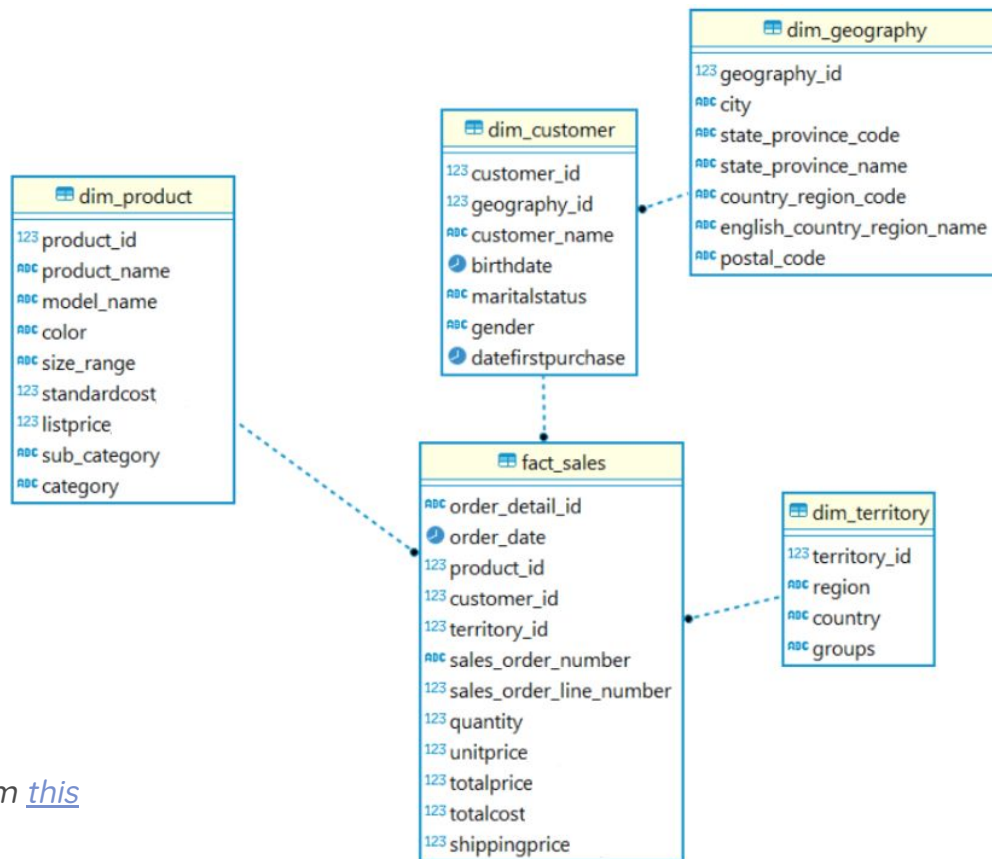 dim_geography
123 geography_id
ABC city
ABC state_province_code
ABC state_province_name
ABC country_region_code
ABC english_country_region_name
ABC postal_code
dim_customer
123 customer_id
123 geography_id
ABC customer_name
birthdate
ABC maritalstatus
ABC gender
datefirstpurchase
dim_product
123 product_id
ABC product_name
ABC model_name
ABC color
ABC size_range
123 standardcost
123 listprice
ABC sub_category
ABC category
fact_sales
ABC order_detail_id
order_date
123 product_id
123 customer_id
123 territory_id
ABC sales_order_number
123 sales_order_line_number
123 quantity
123 unitprice
123 totalprice
123 totalcost
123 shippingprice
dim_territory
123 territory_id
ABC region
ABC country
ABC groups
m this